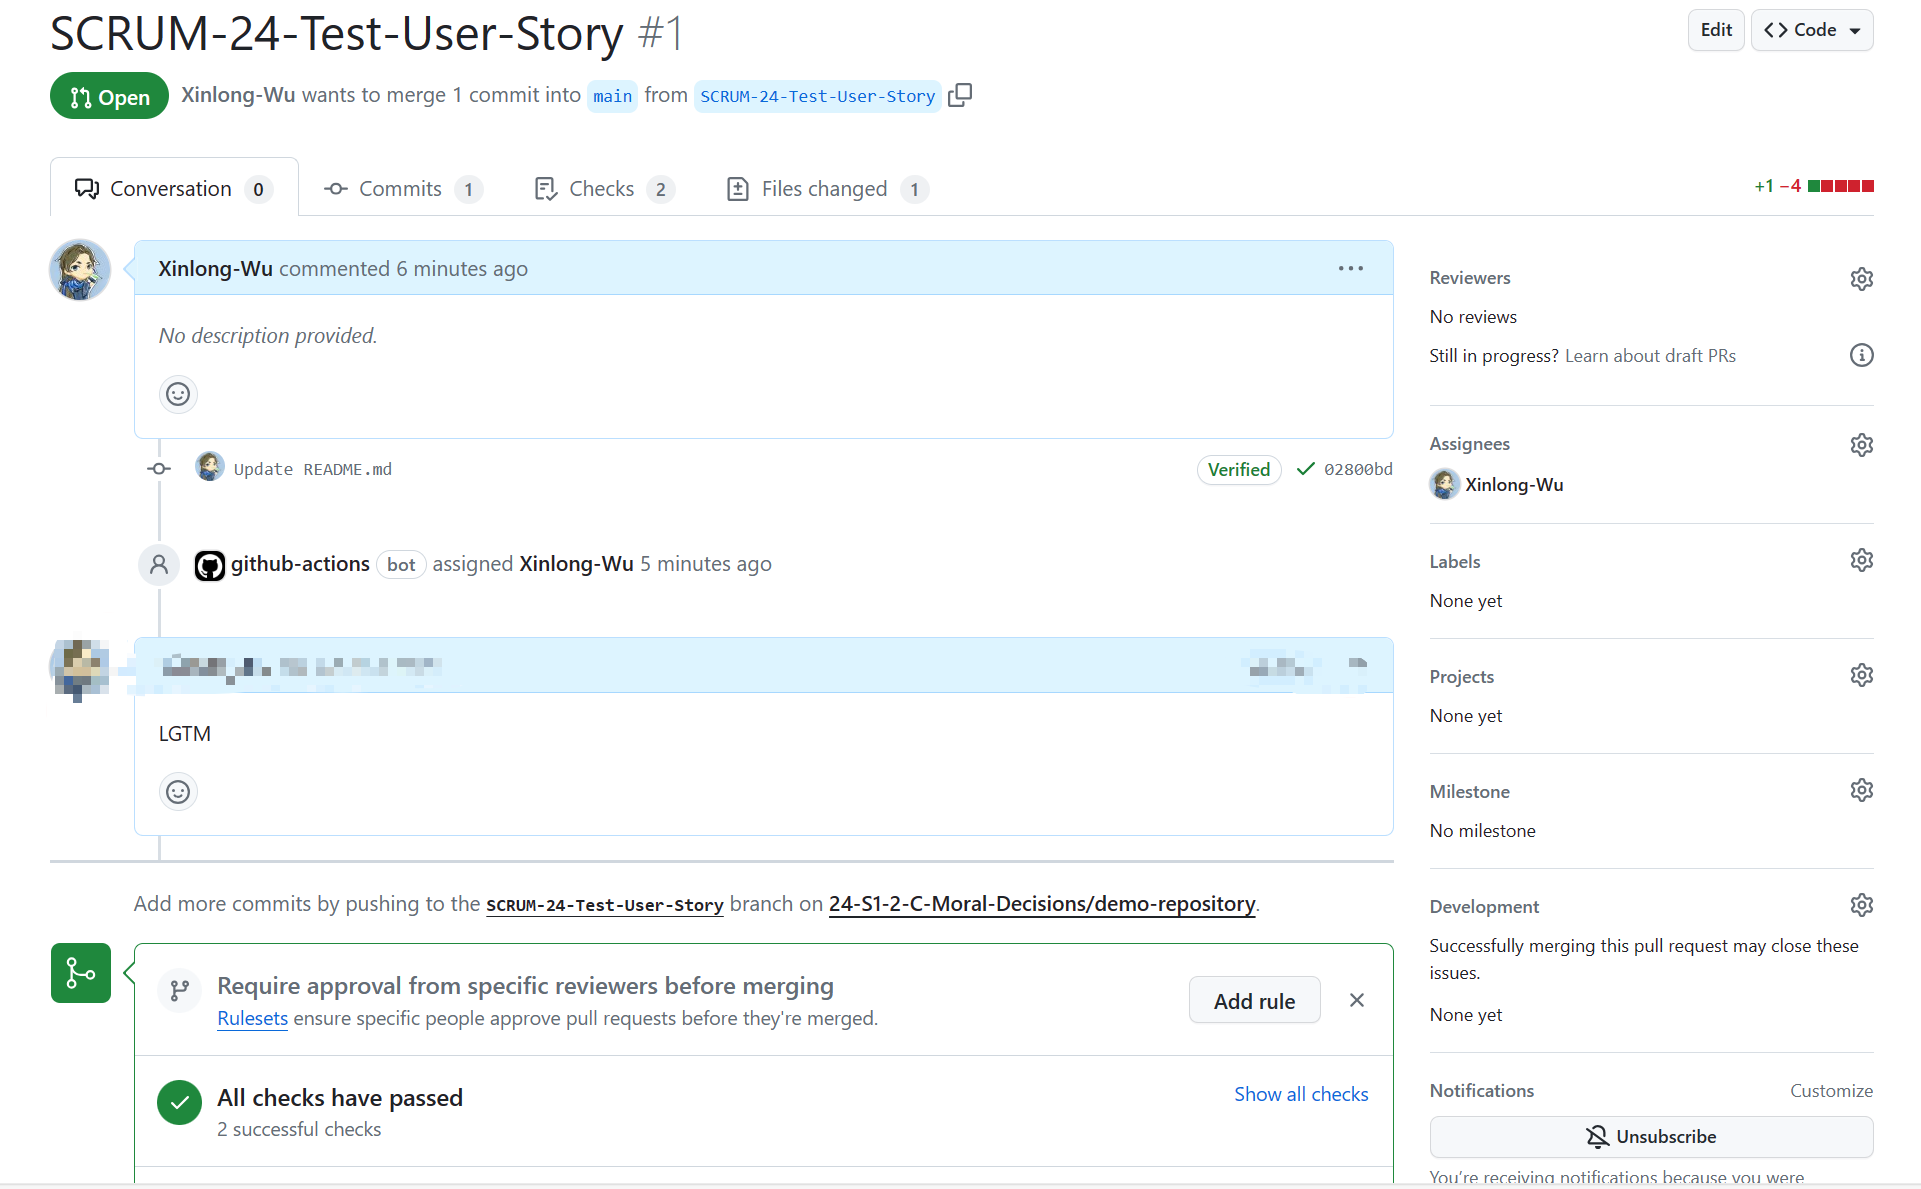 SCRUM-24-Test-User-Story #1
Edit
Code
Open
Xinlong-Wu wants to merge 1 commit into main from SCRUM-24-Test-User-Story
Conversation 0
Commits 1
Checks 2
Files changed 1
+1 −4
Xinlong-Wu commented 6 minutes ago
No description provided.
Update README.md
Verified
02800bd
github-actions bot assigned Xinlong-Wu 5 minutes ago
LGTM
Add more commits by pushing to the SCRUM-24-Test-User-Story branch on 24-S1-2-C-Moral-Decisions/demo-repository.
Require approval from specific reviewers before merging
Rulesets ensure specific people approve pull requests before they're merged.
Add rule
All checks have passed
2 successful checks
Show all checks
Reviewers
No reviews
Still in progress? Learn about draft PRs
Assignees
Xinlong-Wu
Labels
None yet
Projects
None yet
Milestone
No milestone
Development
Successfully merging this pull request may close these
issues.
None yet
Notifications
Customize
Unsubscribe
You're receiving notifications because you were